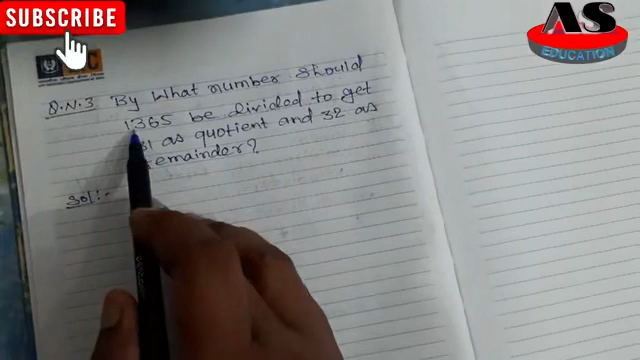 SUBSCRIBE
AS
EDUCATION
Q.N.3 By What number should
1365 be divided to get
31 as quotient and 32 as
remainder?
Sol:-